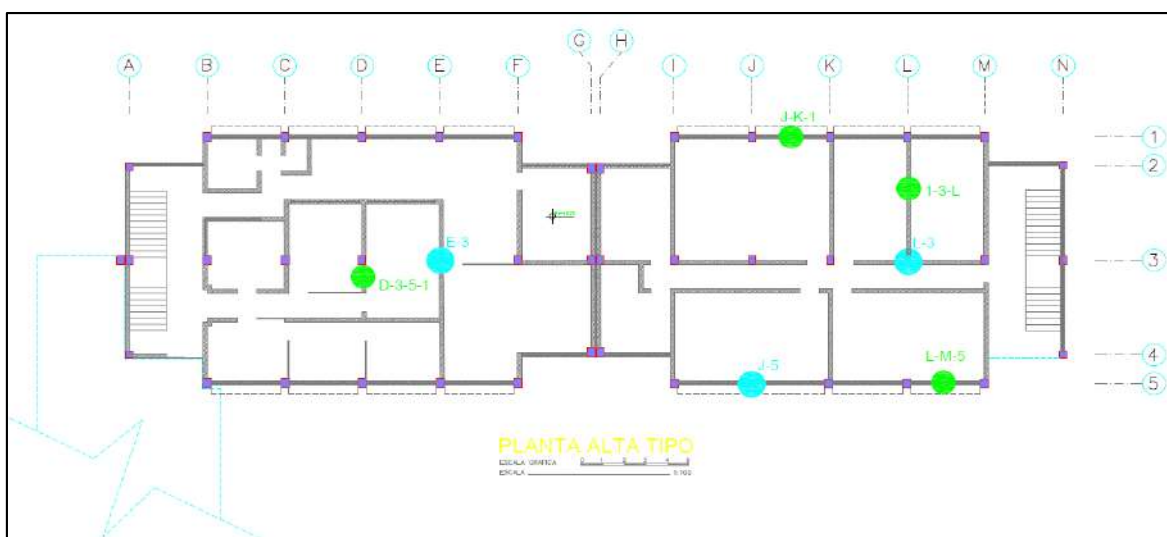 G H
A B C D E F I J K L M N
J-K-1
1
2
1-3-L
E-3
L-3
3
D-3-5-1
4
J-5
L-M-5
5
PLANTA ALTA TIPO
ESCALA GRAFICA
ESCALA